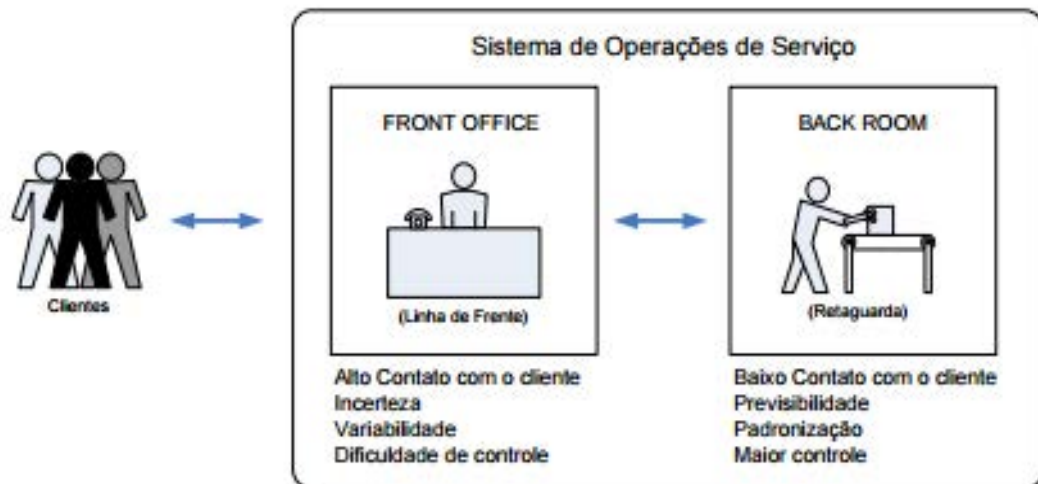 Sistema de Operações de Serviço
FRONT OFFICE
(Linha de Frente)
BACK ROOM
(Retaguarda)
Clientes
Alto Contato com o cliente
Incerteza
Variabilidade
Dificuldade de controle
Baixo Contato com o cliente
Previsibilidade
Padronização
Maior controle